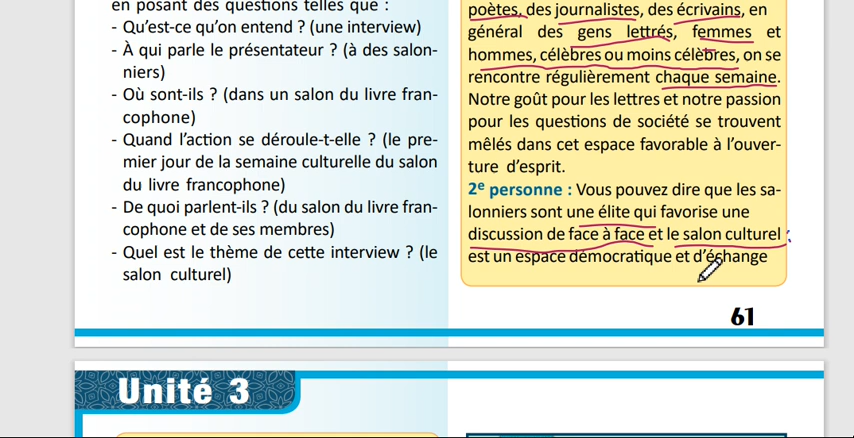 en posant des questions telles que :
- Qu'est-ce qu'on entend ? (une interview)
- À qui parle le présentateur ? (à des salon-
niers)
- Où sont-ils ? (dans un salon du livre fran-
cophone)
- Quand l'action se déroule-t-elle ? (le pre-
mier jour de la semaine culturelle du salon
du livre francophone)
- De quoi parlent-ils ? (du salon du livre fran-
cophone et de ses membres)
- Quel est le thème de cette interview ? (le
salon culturel)
poètes, des journalistes, des écrivains, en
général des gens lettrés, femmes et
hommes, célèbres ou moins célèbres, on se
rencontre régulièrement chaque semaine.
Notre goût pour les lettres et notre passion
pour les questions de société se trouvent
mêlés dans cet espace favorable à l'ouver-
ture d'esprit.
2e personne : Vous pouvez dire que les sa-
lonniers sont une élite qui favorise une
discussion de face à face et le salon culturel
est un espace démocratique et d'échange
61
Unité 3